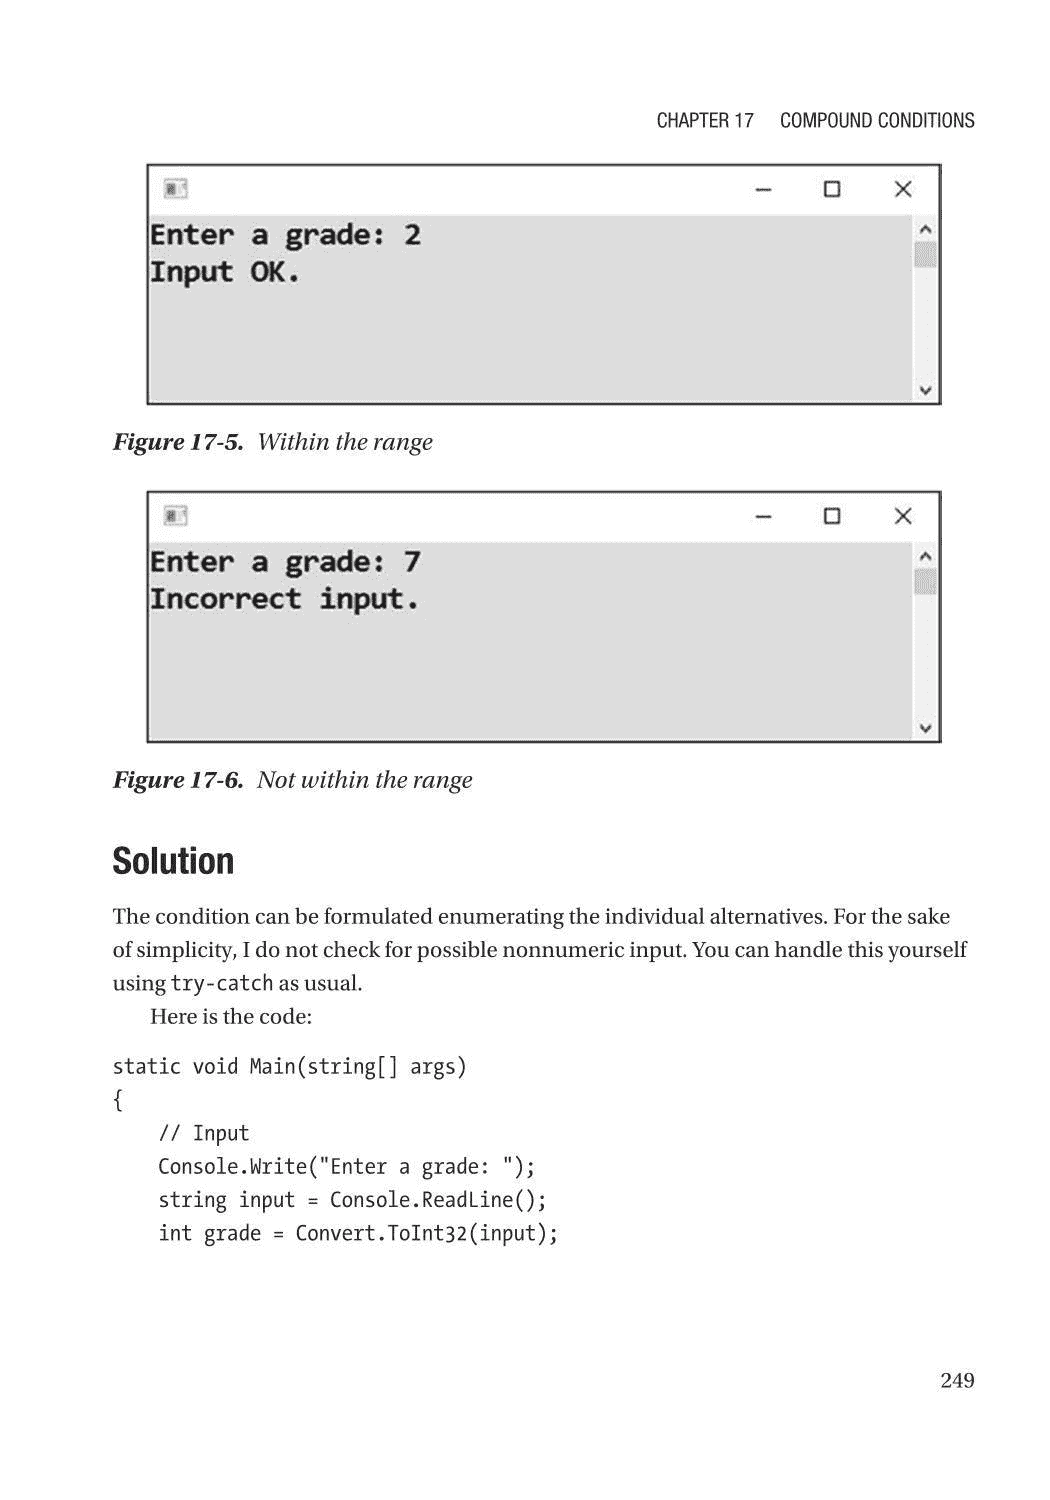 CHAPTER 17 COMPOUND CONDITIONS
Enter a grade: 2
Input OK.
Figure 17-5. Within the range
Enter a grade: 7
Incorrect input.
Figure 17-6. Not within the range
Solution
The condition can be formulated enumerating the individual alternatives. For the sake
of simplicity, I do not check for possible nonnumeric input. You can handle this yourself
using try-catch as usual.
Here is the code:
static void Main(string[] args)
{
    // Input
    Console.Write("Enter a grade: ");
    string input = Console.ReadLine();
    int grade = Convert.ToInt32(input);
249